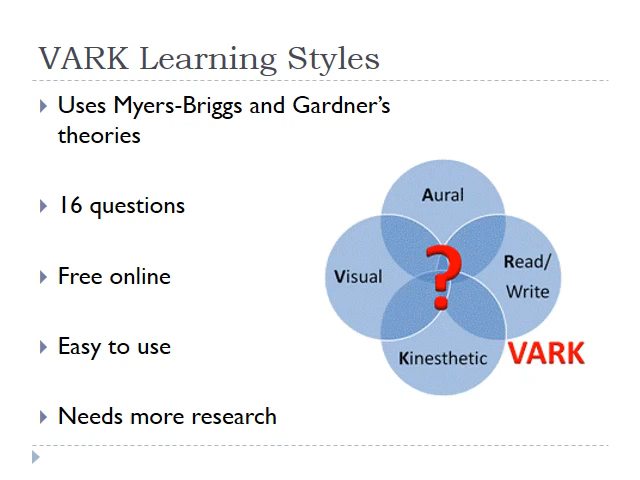 VARK Learning Styles
Uses Myers-Briggs and Gardner's
theories
16 questions
Free online
Easy to use
Needs more research
Aural
Visual
?
Read/
Write
Kinesthetic
VARK